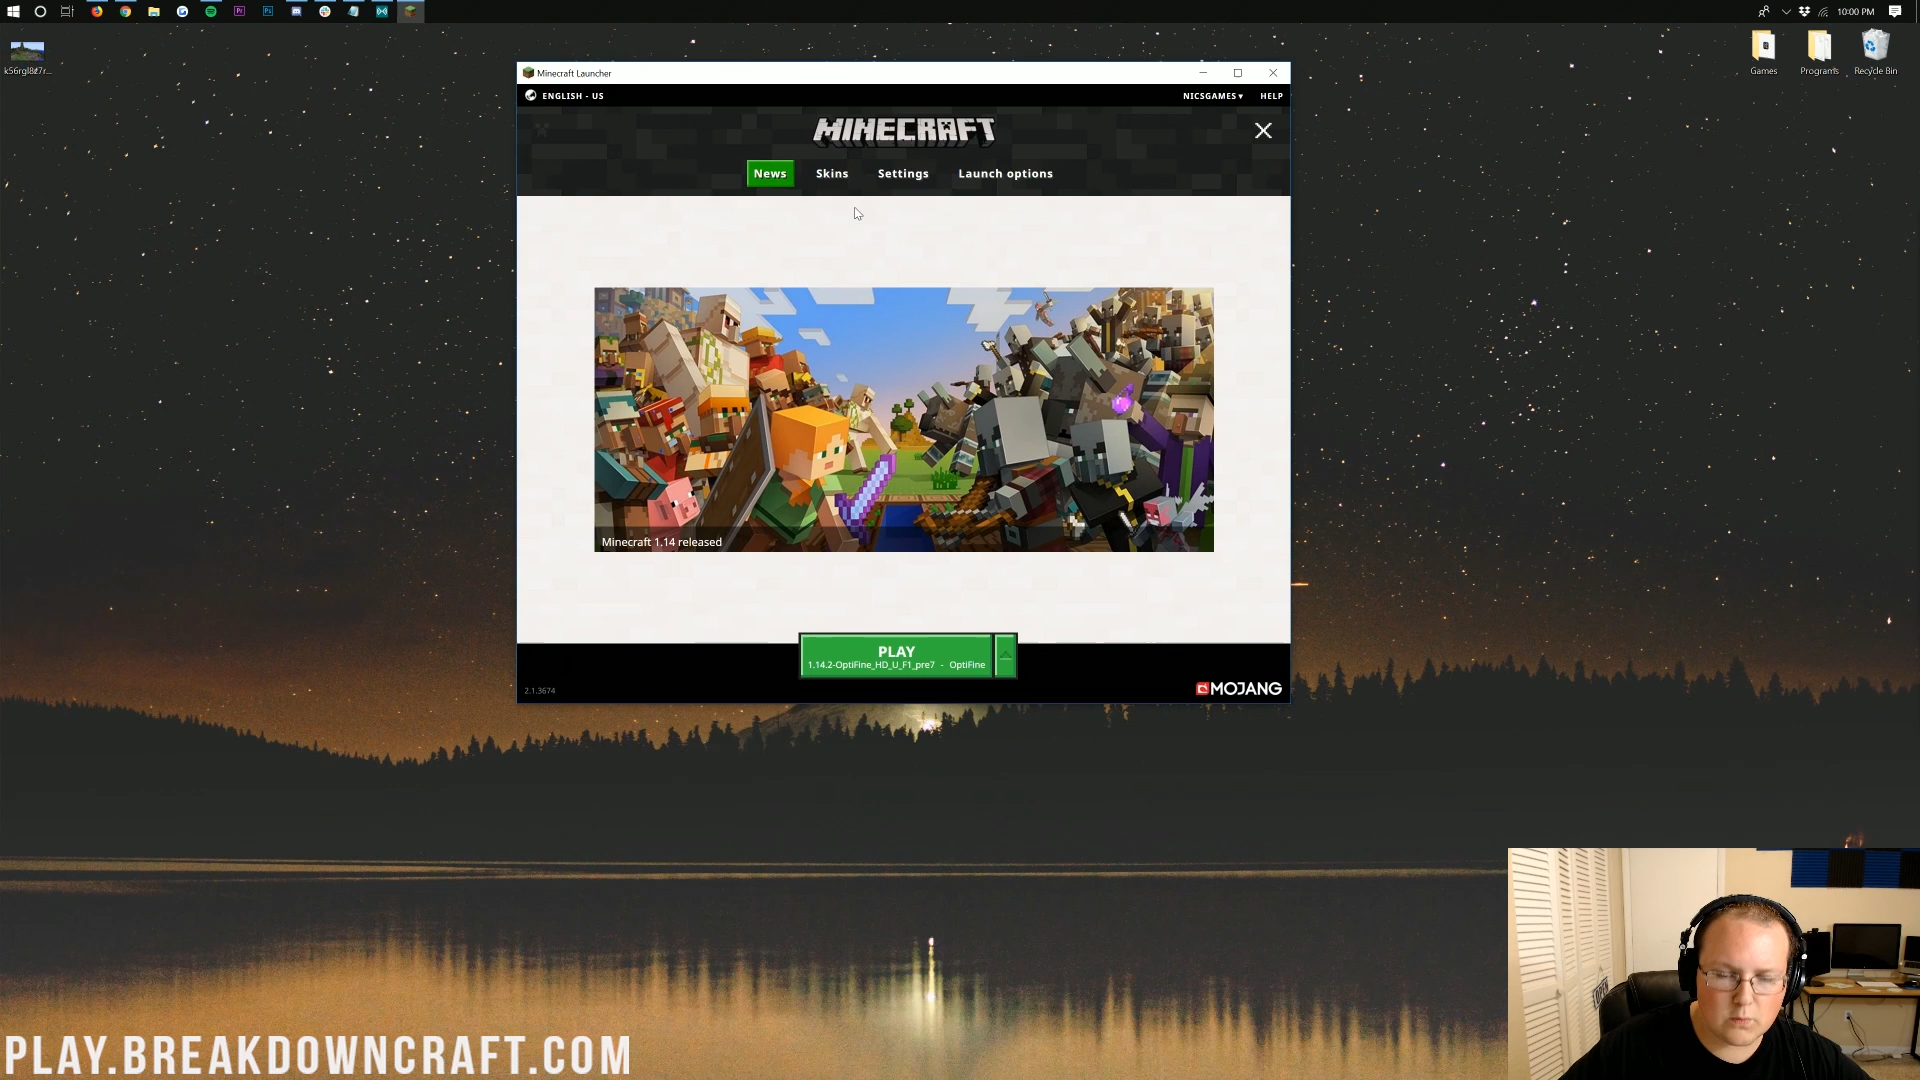 10:00 PM
k56rgl8z7r...
Games
Programs
Recycle Bin
Minecraft Launcher
ENGLISH - US
NICSGAMES
HELP
MINECRAFT
News
Skins
Settings
Launch options
Minecraft 1.14 released
PLAY
1.14.2-OptiFine_HD_U_F1_pre7 - OptiFine
2.1.3674
MOJANG
PLAY.BREAKDOWNCRAFT.COM